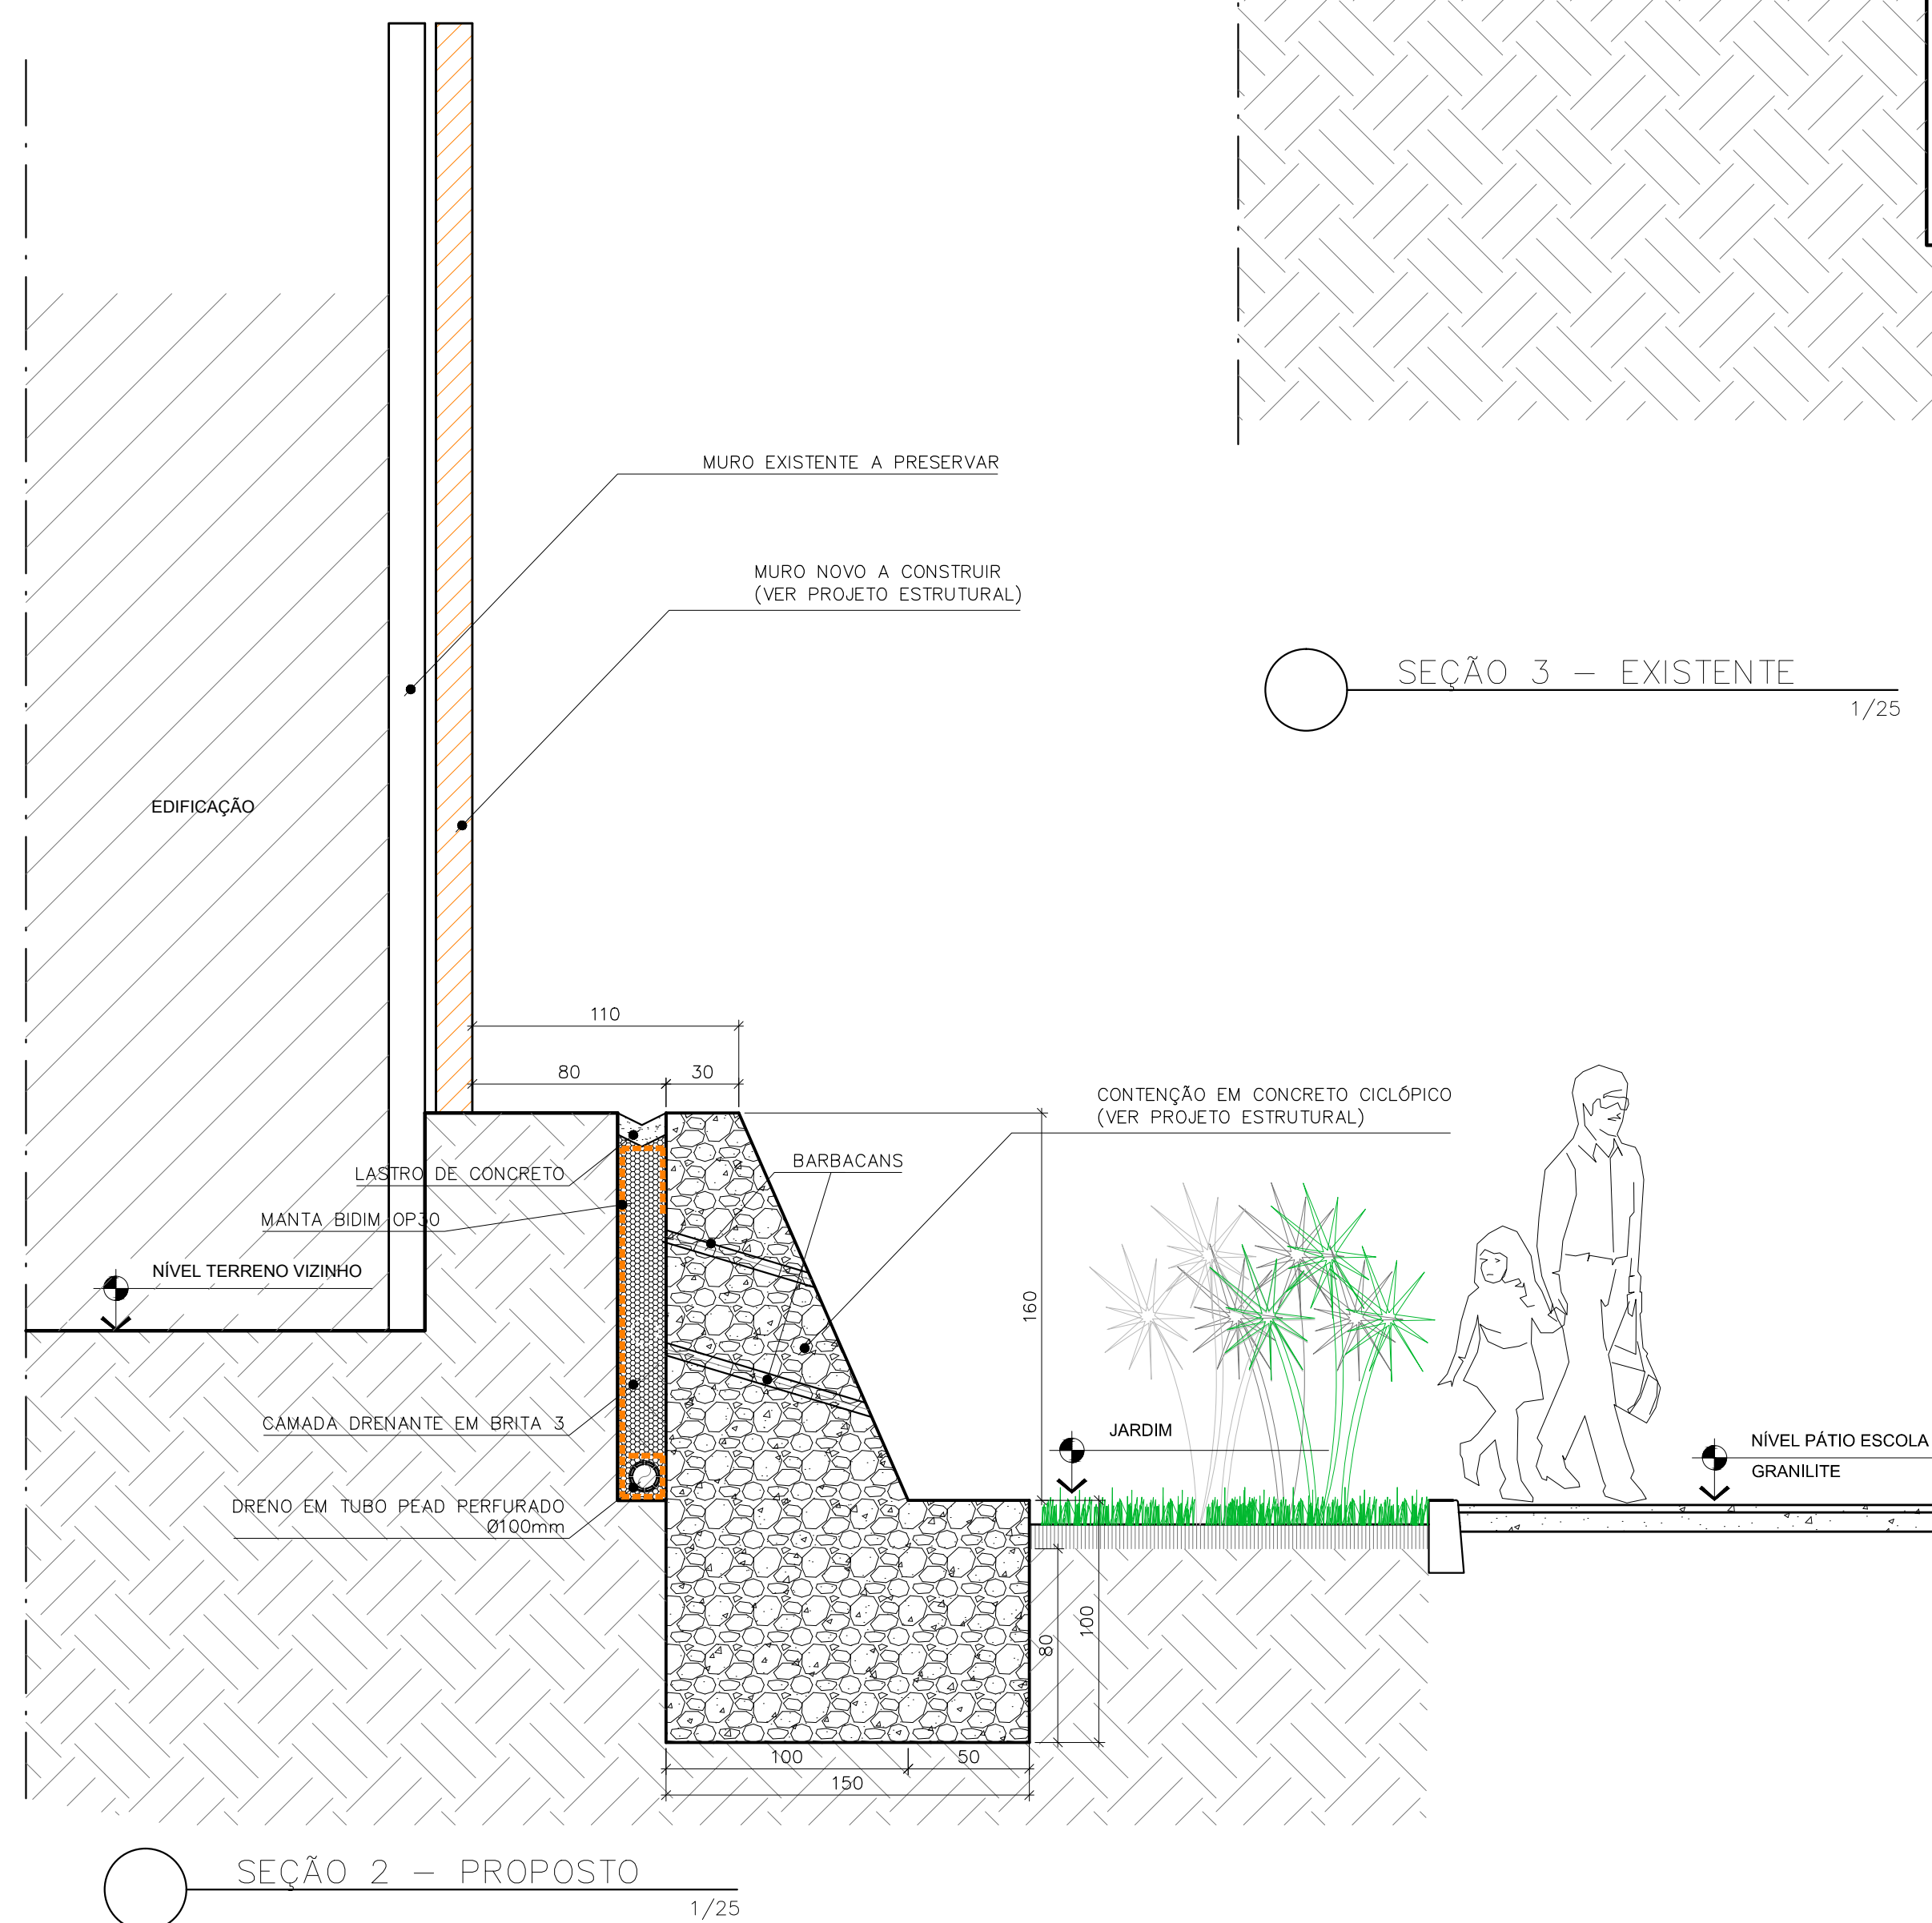 MURO EXISTENTE A PRESERVAR
MURO NOVO A CONSTRUIR
(VER PROJETO ESTRUTURAL)
SEÇÃO 3 – EXISTENTE
1/25
EDIFICAÇÃO
110
80
30
CONTENÇÃO EM CONCRETO CICLÓPICO
(VER PROJETO ESTRUTURAL)
BARBACANS
LASTRO DE CONCRETO
MANTA BIDIM OP30
NÍVEL TERRENO VIZINHO
160
CAMADA DRENANTE EM BRITA 3
JARDIM
NÍVEL PÁTIO ESCOLA
GRANILITE
DRENO EM TUBO PEAD PERFURADO
Ø100mm
80
100
100
50
150
SEÇÃO 2 – PROPOSTO
1/25